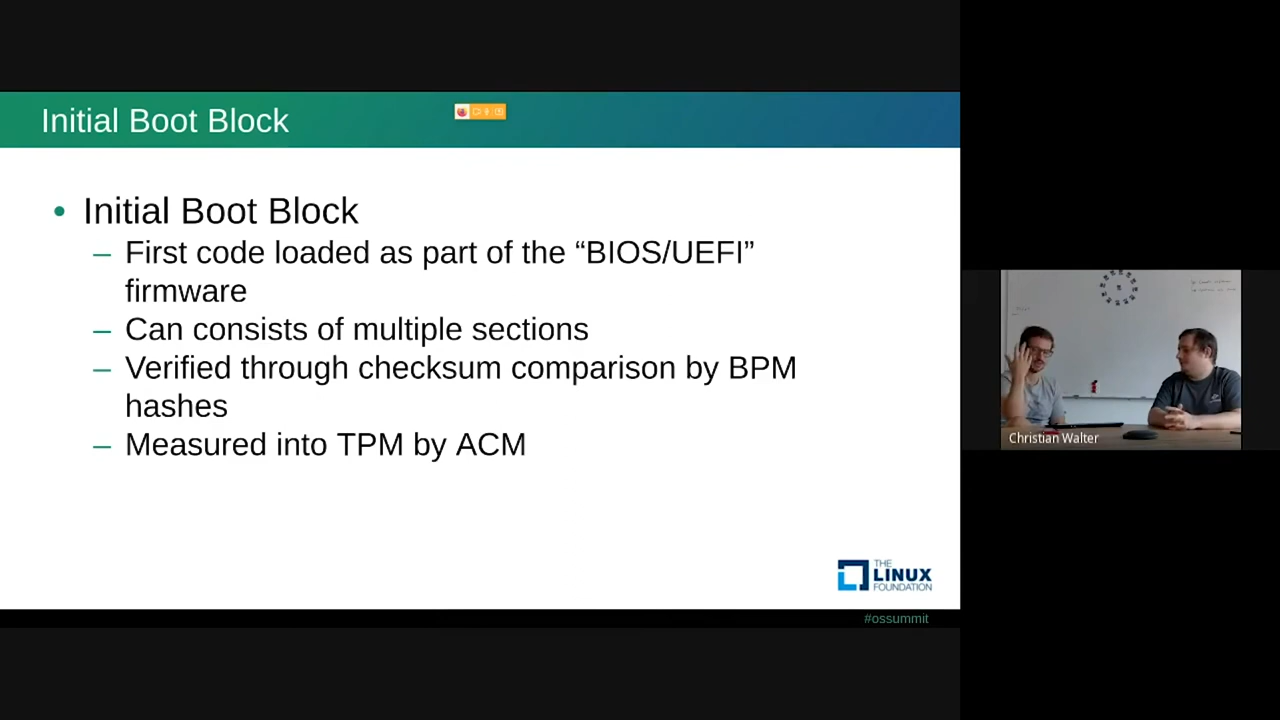 Initial Boot Block
• Initial Boot Block
– First code loaded as part of the “BIOS/UEFI”
firmware
– Can consists of multiple sections
– Verified through checksum comparison by BPM
hashes
– Measured into TPM by ACM
THE
LINUX
FOUNDATION
#ossummit
Christian Walter